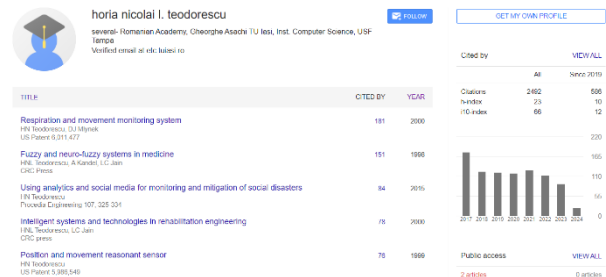 horia nicolai l. teodorescu
FOLLOW
several- Romanian Academy, Gheorghe Asachi TU Iasi, Inst. Computer Science, USF
Tampa
Verified email at etc.tuiasi.ro
TITLE CITED BY YEAR
Respiration and movement monitoring system 181 2000
HN Teodorescu, DJ Mlynek
US Patent 6,011,477
Fuzzy and neuro-fuzzy systems in medicine 151 1998
HNL Teodorescu, A Kandel, LC Jain
CRC Press
Using analytics and social media for monitoring and mitigation of social disasters 84 2015
HN Teodorescu
Procedia Engineering 107, 325-334
Intelligent systems and technologies in rehabilitation engineering 78 2000
HNL Teodorescu, LC Jain
CRC press
Position and movement reasonant sensor 76 1999
HN Teodorescu
US Patent 5,986,549
GET MY OWN PROFILE
Cited by VIEW ALL
All Since 2019
Citations 2492 586
h-index 23 10
i10-index 66 12
220
165
110
55
0
2017 2018 2019 2020 2021 2022 2023 2024
Public access VIEW ALL
2 articles 0 articles